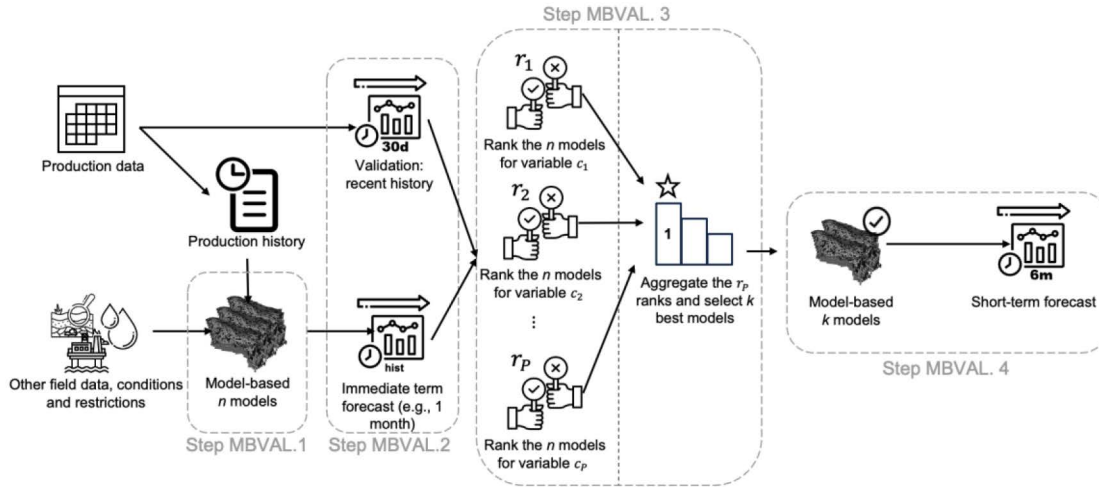 Step MBVAL. 3
Production data
30d
Validation:
recent history
Production history
Other field data, conditions
and restrictions
Model-based
n models
Step MBVAL.1
hist
Immediate term
forecast (e.g., 1
month)
Step MBVAL.2
r₁
Rank the n models
for variable c₁
r₂
Rank the n models
for variable c₂
⋮
r_P
Rank the n models
for variable c_P
1
Aggregate the r_P
ranks and select k
best models
Model-based
k models
6m
Short-term forecast
Step MBVAL. 4